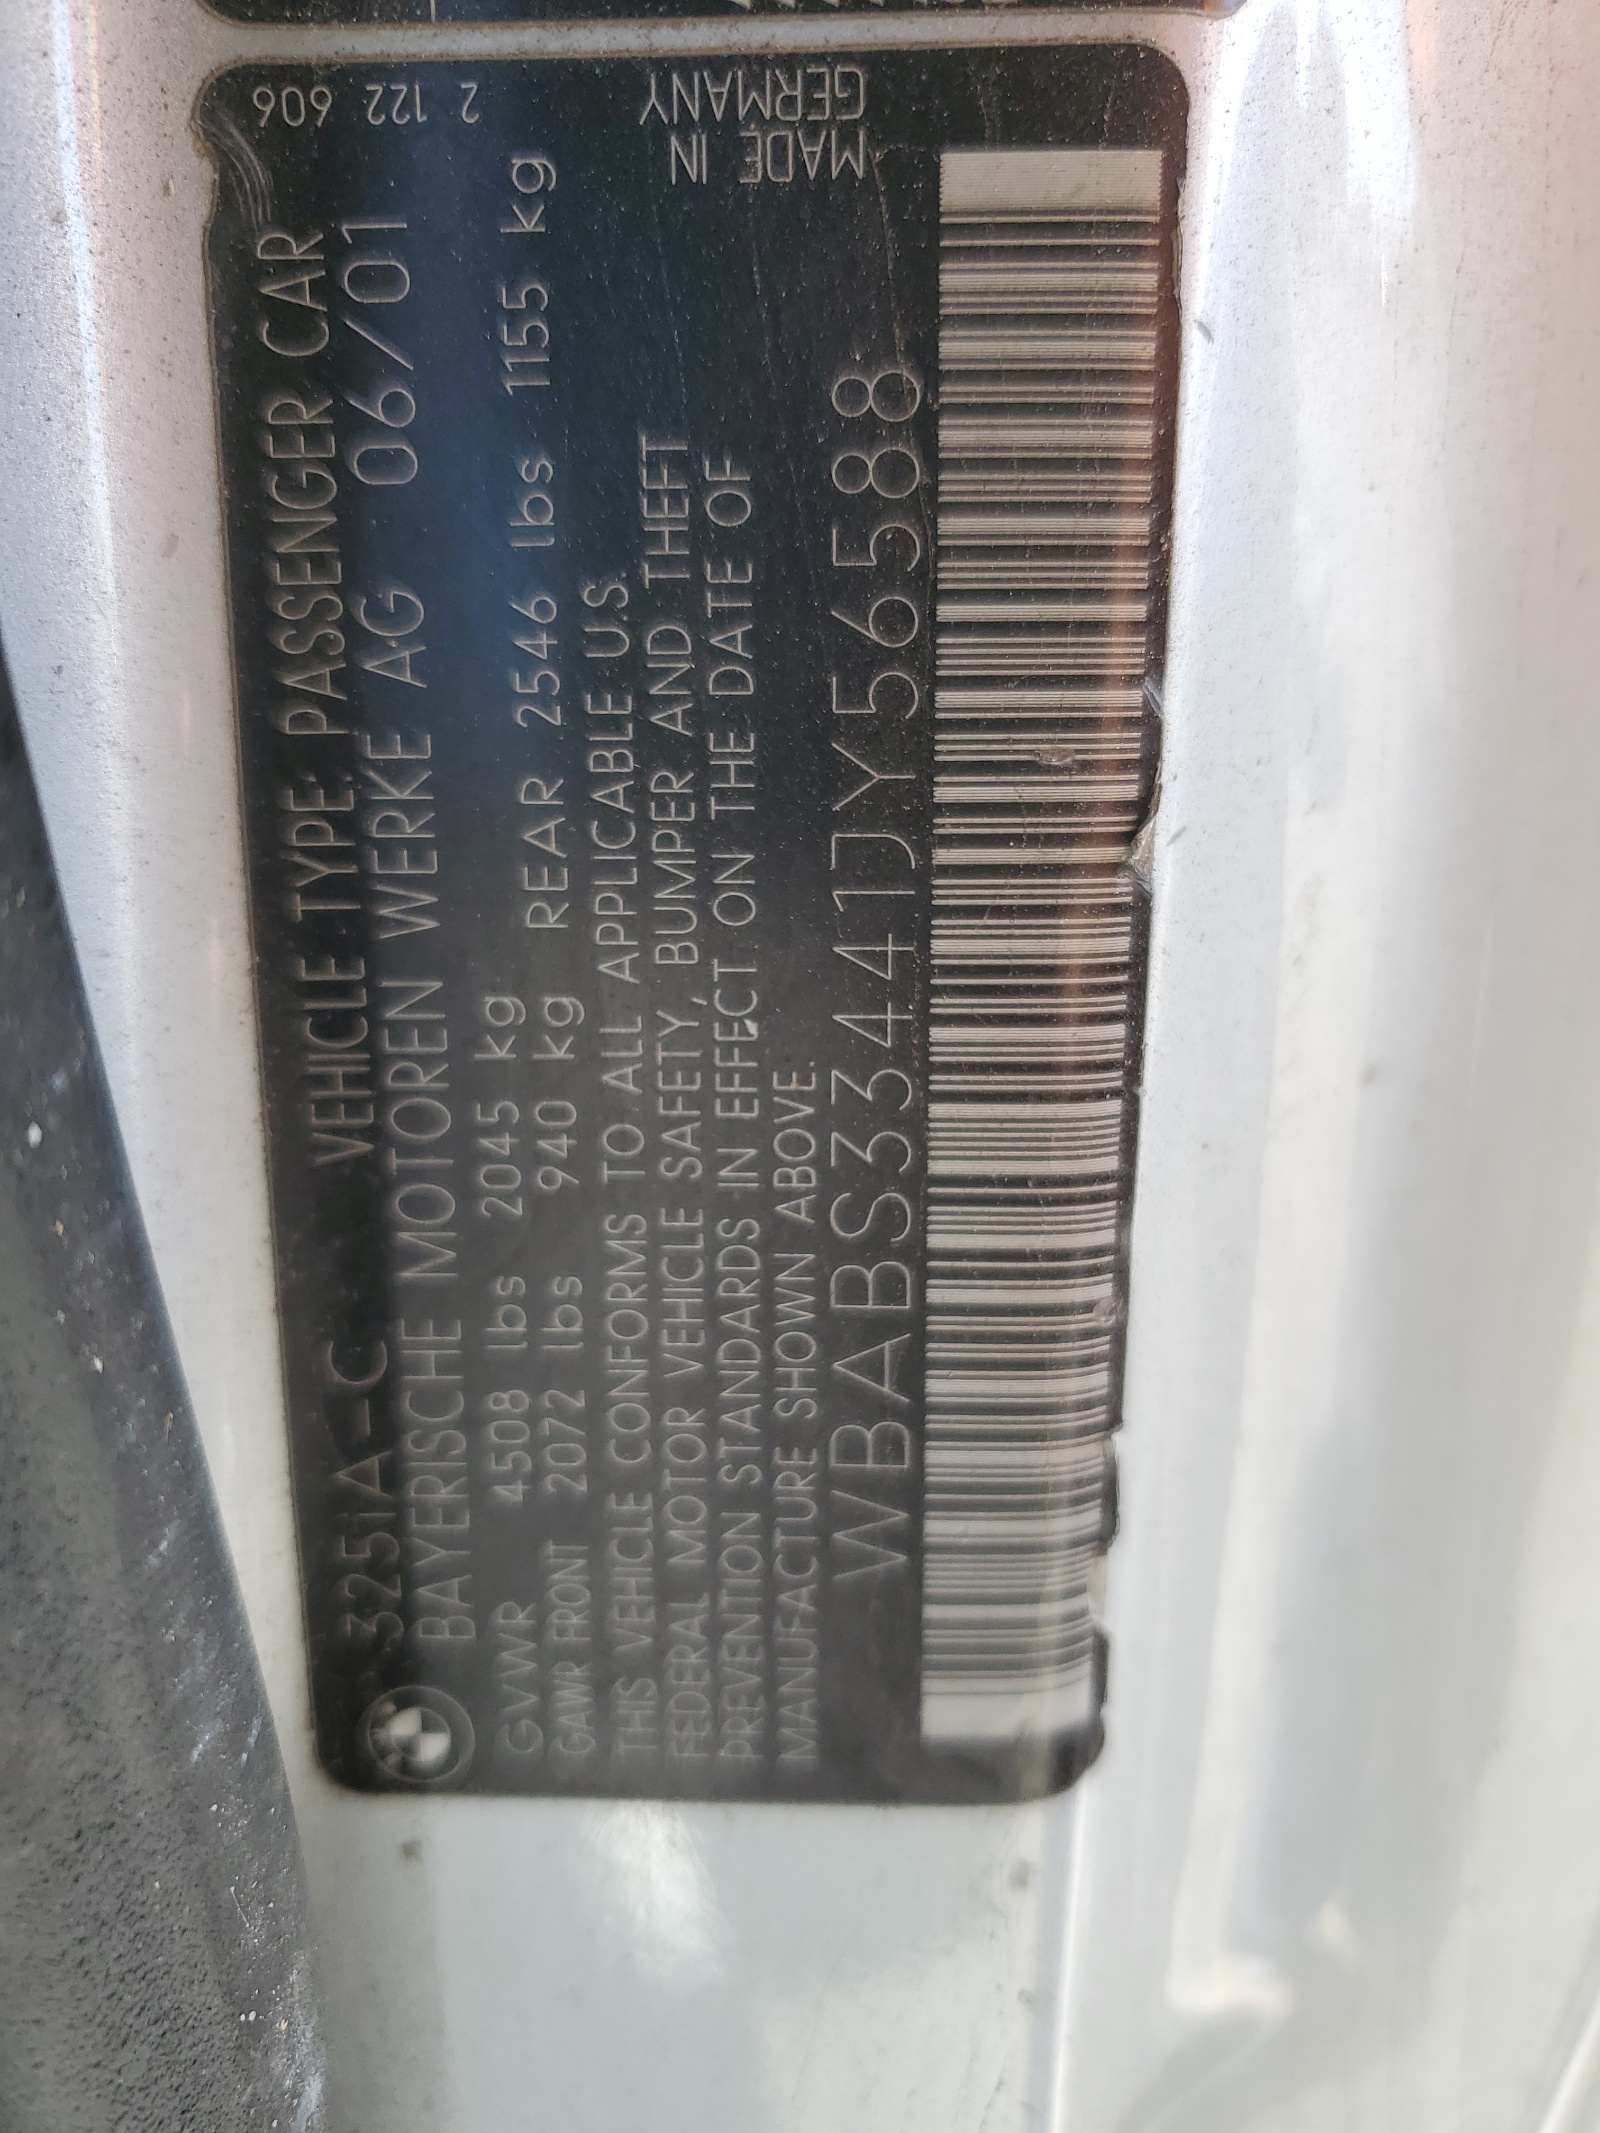 325iA-C VEHICLE TYPE: PASSENGER CAR
BAYERISCHE MOTOREN WERKE AG 06/01
GVWR 4508 lbs 2045 kg
GAWR FRONT 2072 lbs 940 kg REAR 2546 lbs 1155 kg
THIS VEHICLE CONFORMS TO ALL APPLICABLE U.S.
FEDERAL MOTOR VEHICLE SAFETY, BUMPER AND THEFT
PREVENTION STANDARDS IN EFFECT ON THE DATE OF
MANUFACTURE SHOWN ABOVE.
WBABS33441JY56588
MADE IN
GERMANY
2 122 606